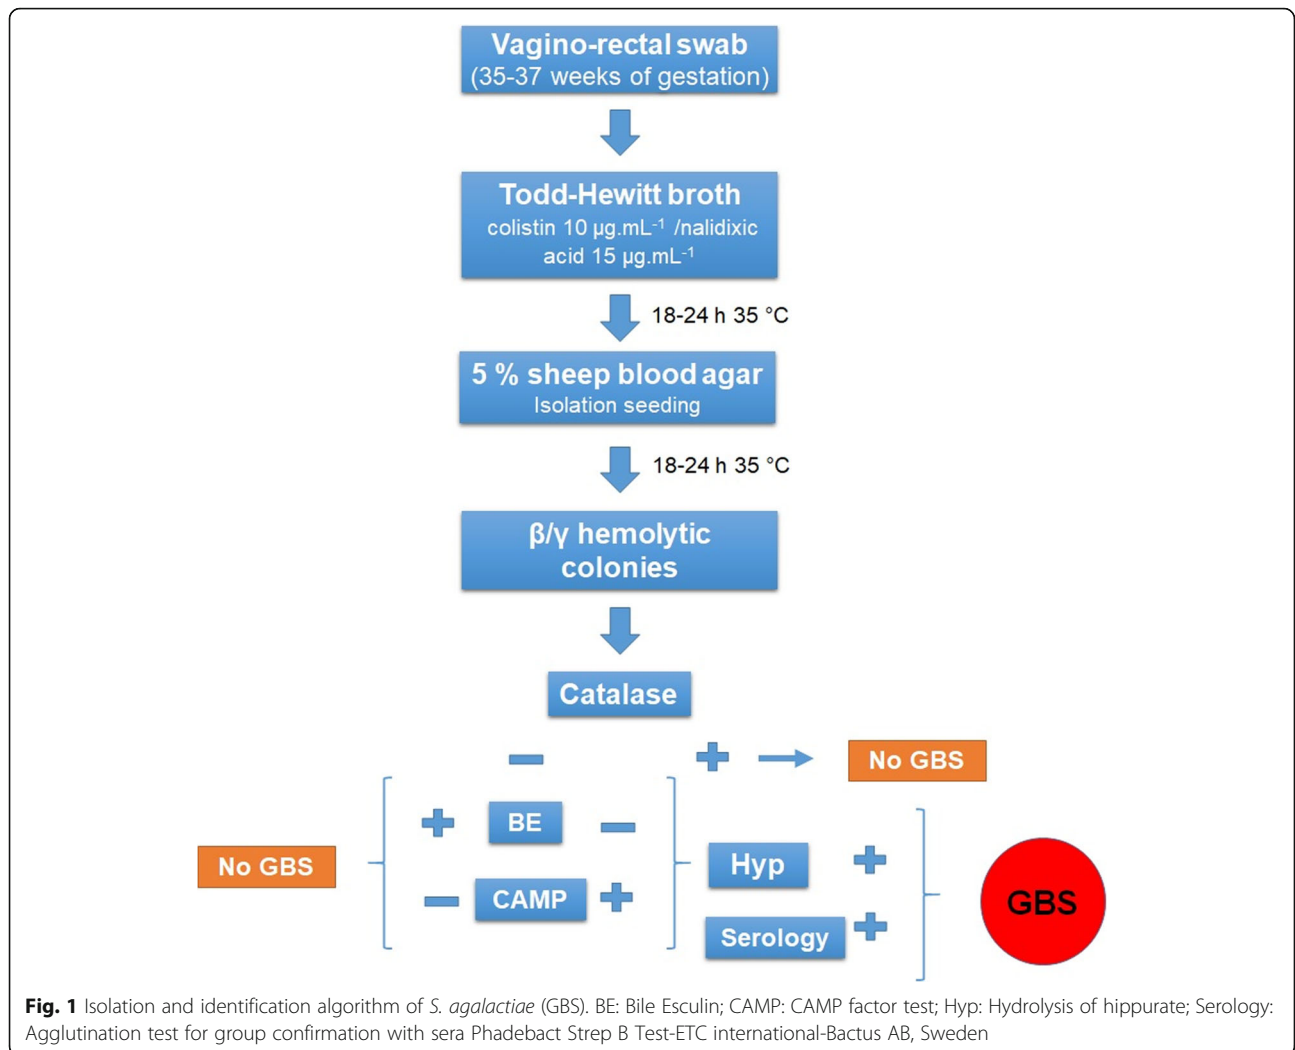 Vagino-rectal swab
(35-37 weeks of gestation)
Todd-Hewitt broth
colistin 10 µg.mL⁻¹ /nalidixic
acid 15 µg.mL⁻¹
18-24 h 35 °C
5 % sheep blood agar
Isolation seeding
18-24 h 35 °C
β/γ hemolytic
colonies
Catalase
No GBS
BE
No GBS
Hyp
CAMP
GBS
Serology
Fig. 1 Isolation and identification algorithm of S. agalactiae (GBS). BE: Bile Esculin; CAMP: CAMP factor test; Hyp: Hydrolysis of hippurate; Serology:
Agglutination test for group confirmation with sera Phadebact Strep B Test-ETC international-Bactus AB, Sweden